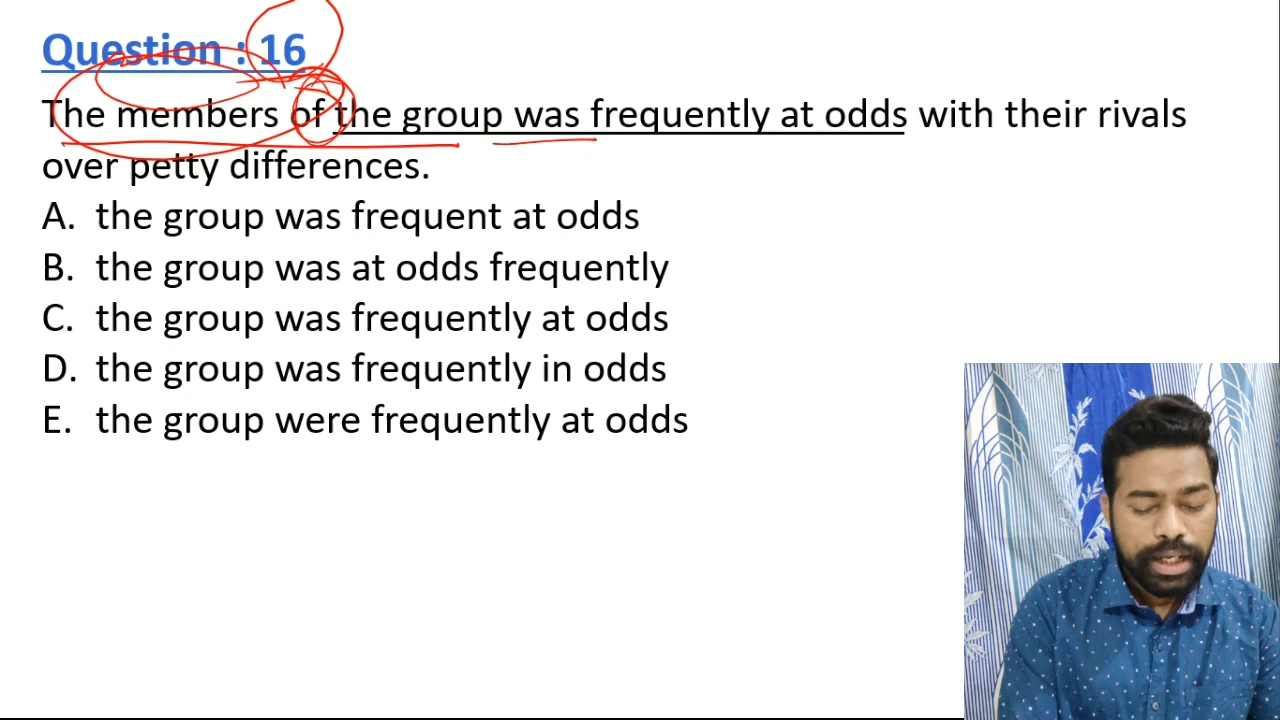 Question : 16
The members of the group was frequently at odds with their rivals
over petty differences.
A. the group was frequent at odds
B. the group was at odds frequently
C. the group was frequently at odds
D. the group was frequently in odds
E. the group were frequently at odds